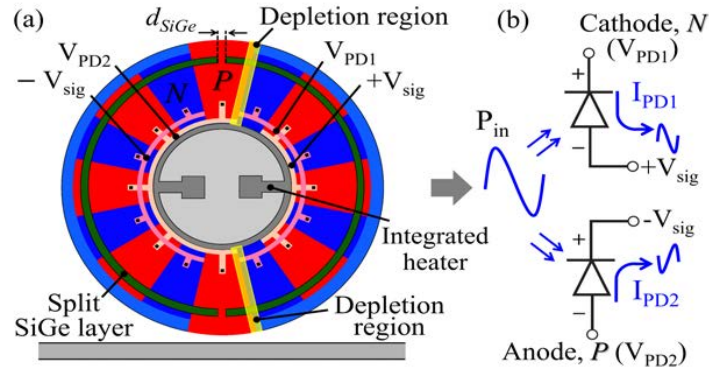 (a)
d_SiGe
Depletion region
V_PD2
V_PD1
− V_sig
+V_sig
N
P
Integrated
heater
Split
SiGe layer
Depletion
region
(b)
Cathode, N
(V_PD1)
+
I_PD1
P_in
−
+V_sig
-V_sig
+
I_PD2
−
Anode, P (V_PD2)